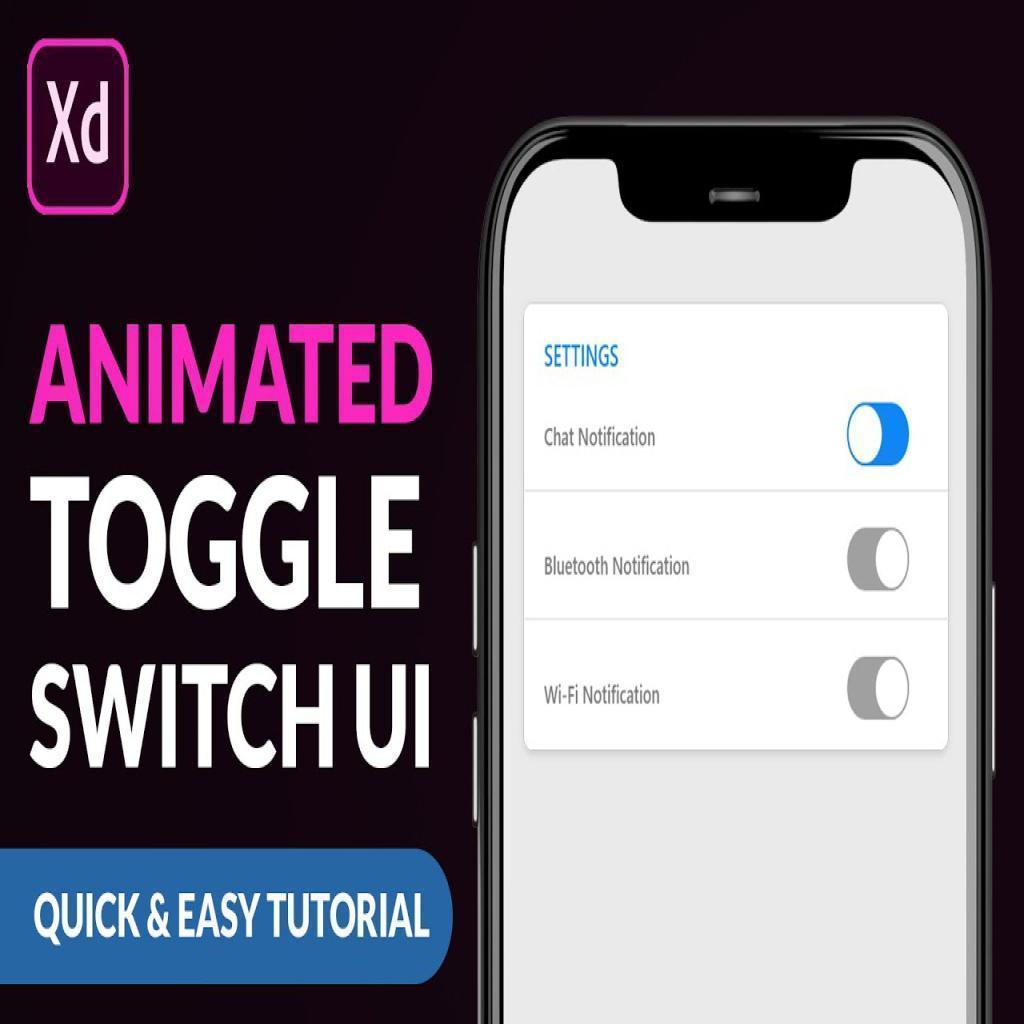 Xd
ANIMATED
TOGGLE
SWITCH UI
QUICK & EASY TUTORIAL
SETTINGS
Chat Notification
Bluetooth Notification
Wi-Fi Notification